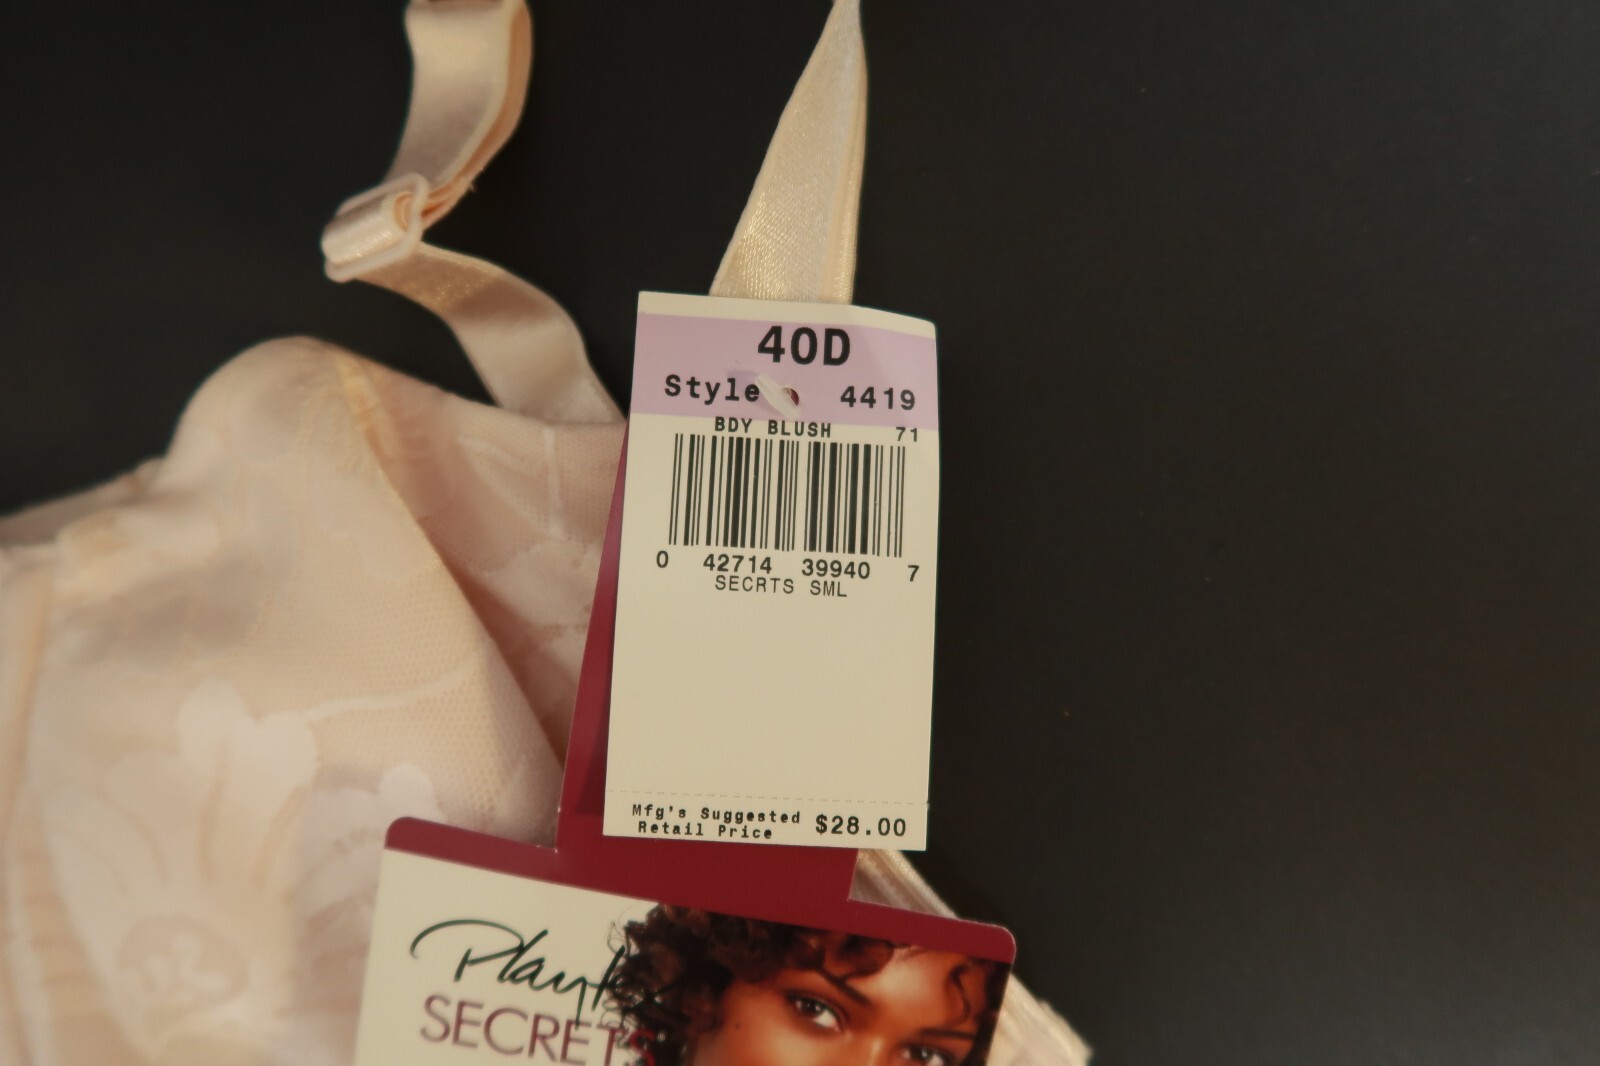 40D
Style 4419
BDY BLUSH 71
0 42714 39940 7
SECRTS SML
Mfg's Suggested
Retail Price $28.00
Playtex
SECRETS